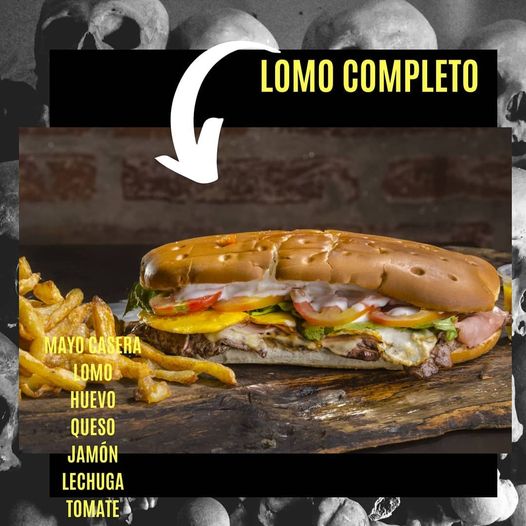 LOMO COMPLETO
MAYO CASERA
LOMO
HUEVO
QUESO
JAMÓN
LECHUGA
TOMATE